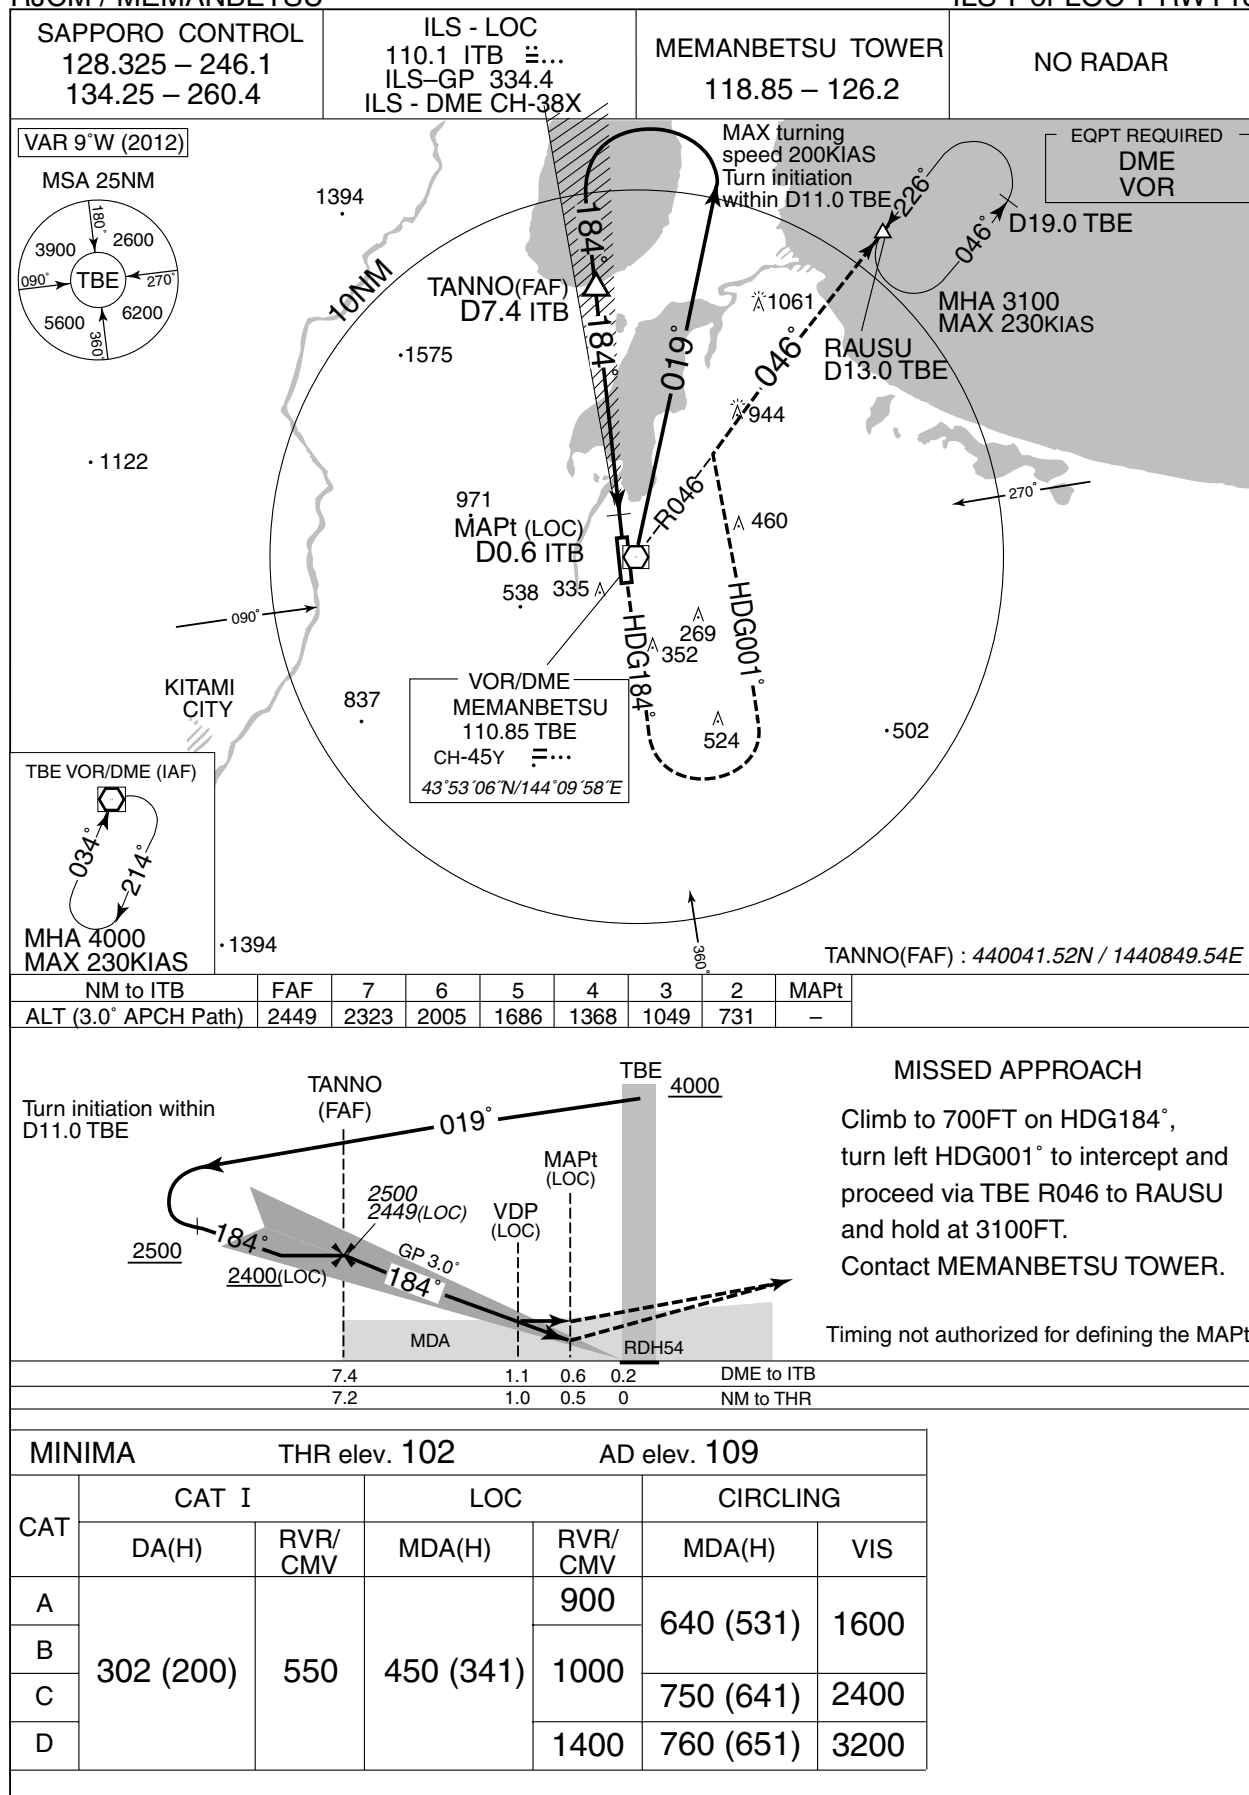 RJCM / MEMANBETSU
SAPPORO CONTROL
128.325 – 246.1
134.25 – 260.4
ILS - LOC
110.1 ITB
ILS–GP 334.4
ILS - DME CH-38X
MEMANBETSU TOWER
118.85 – 126.2
NO RADAR
VAR 9°W (2012)
MSA 25NM
180°
3900
2600
090°
TBE
270°
5600
6200
360°
1394
10NM
TANNO(FAF)
D7.4 ITB
184°
184°
019°
MAX turning
speed 200KIAS
Turn initiation
within D11.0 TBE
EQPT REQUIRED
DME
VOR
226°
046°
D19.0 TBE
MHA 3100
MAX 230KIAS
RAUSU
D13.0 TBE
1061
046°
944
1575
1122
971
MAPt (LOC)
D0.6 ITB
R046
460
270°
538
335
HDG184°
HDG001°
269
352
090°
KITAMI
CITY
837
524
502
VOR/DME
MEMANBETSU
110.85 TBE
CH-45Y
43°53´06˝N/144°09´58˝E
TBE VOR/DME (IAF)
034°
214°
MHA 4000
MAX 230KIAS
1394
360°
TANNO(FAF) : 440041.52N / 1440849.54E
NM to ITB FAF 7 6 5 4 3 2 MAPt
ALT (3.0° APCH Path) 2449 2323 2005 1686 1368 1049 731 –
Turn initiation within
D11.0 TBE
TANNO
(FAF)
019°
TBE
4000
2500
2449(LOC)
VDP
(LOC)
MAPt
(LOC)
2500
184°
2400(LOC)
GP 3.0°
184°
MDA
RDH54
MISSED APPROACH
Climb to 700FT on HDG184°,
turn left HDG001° to intercept and
proceed via TBE R046 to RAUSU
and hold at 3100FT.
Contact MEMANBETSU TOWER.
Timing not authorized for defining the MAPt
7.4 1.1 0.6 0.2 DME to ITB
7.2 1.0 0.5 0 NM to THR
MINIMA THR elev. 102 AD elev. 109
CAT CAT I LOC CIRCLING
DA(H) RVR/CMV MDA(H) RVR/CMV MDA(H) VIS
A 302 (200) 550 450 (341) 900 640 (531) 1600
B 1000
C 750 (641) 2400
D 1400 760 (651) 3200